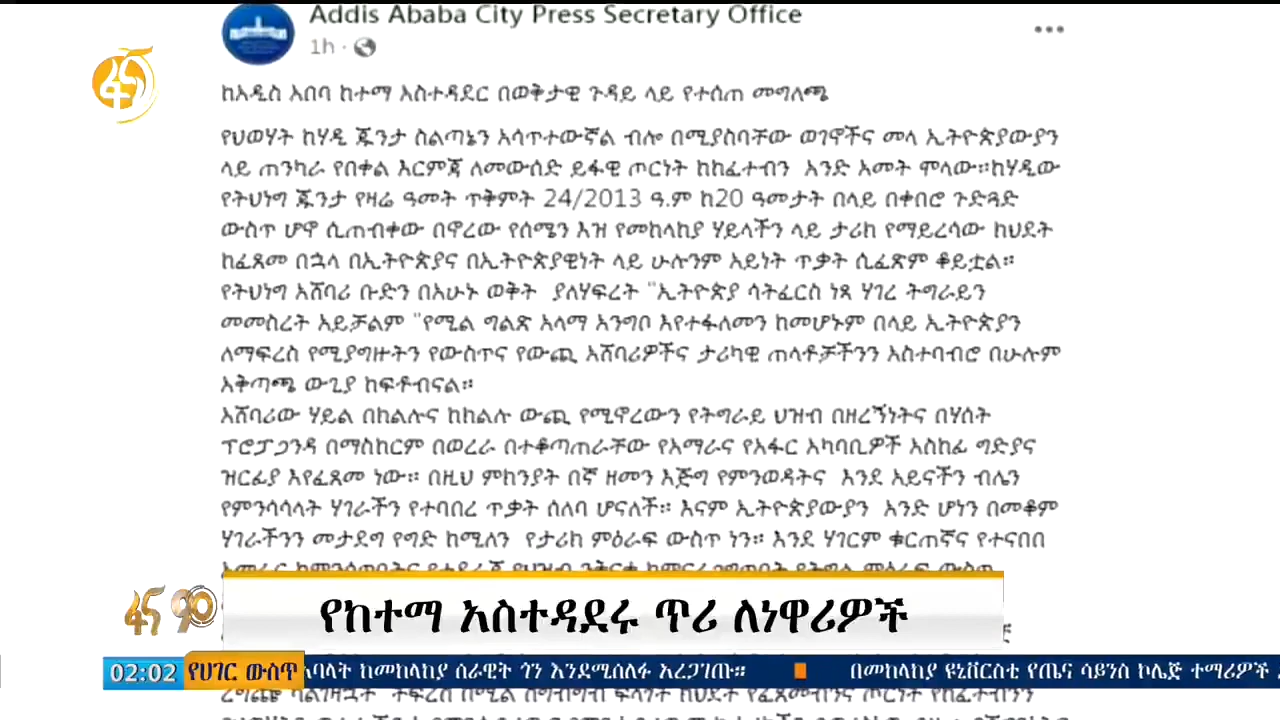 Addis Ababa City Press Secretary Office
1h ·
ከአዲስ አበባ ከተማ አስተዳደር በወቅታዊ ጉዳይ ላይ የተሰጠ መግለጫ
የህወሃት ከሃዲ ጁንታ ስልጣኔን አሳጥተውኛል ብሎ በሚያስባቸው ወገኖችና መላ ኢትዮጵያውያን
ላይ ጠንካራ የበቀል እርምጃ ለመውሰድ ይፋዊ ጦርነት ከከፈተብን አንድ አመት ሞላው።ከሃዲው
የትህነግ ጁንታ የዛሬ ዓመት ጥቅምት 24/2013 ዓ.ም ከ20 ዓመታት በላይ በቀበሮ ጉድጓድ
ውስጥ ሆኖ ሲጠብቀው በኖረው የሰሜን እዝ የመከላከያ ሃይላችን ላይ ታሪክ የማይረሳው ክህደት
ከፈጸመ በኋላ በኢትዮጵያና በኢትዮጵያዊነት ላይ ሁሉንም አይነት ጥቃት ሲፈጽም ቆይቷል።
የትህነግ አሸባሪ ቡድን በአሁኑ ወቅት ያለሃፍረት "ኢትዮጵያ ሳትፈርስ ነጻ ሃገረ ትግራይን
መመስረት አይቻልም "የሚል ግልጽ አላማ አንግቦ እየተፋለመን ከመሆኑም በላይ ኢትዮጵያን
ለማፍረስ የሚያግዙትን የውስጥና የውጪ አሸባሪዎችና ታሪካዊ ጠላቶቻችንን አስተባብሮ በሁሉም
አቅጣጫ ውጊያ ከፍቶብናል።
አሸባሪው ሃይል በክልሉና ከክልሉ ውጪ የሚኖረውን የትግራይ ህዝብ በዘረኝነትና በሃሰት
ፕሮፓጋንዳ በማስከርም በወረራ በተቆጣጠራቸው የአማራና የአፋር አካባቢዎች አስከፊ ግድያና
ዝርፊያ እየፈጸመ ነው። በዚህ ምክንያት በኛ ዘመን እጅግ የምንወዳትና እንደ አይናችን ብሌን
የምንሳሳላት ሃገራችን የተባበረ ጥቃት ሰለባ ሆናለች። እናም ኢትዮጵያውያን አንድ ሆነን በመቆም
ሃገራችንን መታደግ የግድ ከሚለን የታሪክ ምዕራፍ ውስጥ ነን። እንደ ሃገርም ቁርጠኛና የተናበበ
ፋና 90
የከተማ አስተዳደሩ ጥሪ ለነዋሪዎች
02:02 የሀገር ውስጥ አባላት ከመከላከያ ሰራዊት ጎን እንደሚሰለፉ አረጋገጡ። በመከላከያ ዩኒቨርስቲ የጤና ሳይንስ ኮሌጅ ተማሪዎች